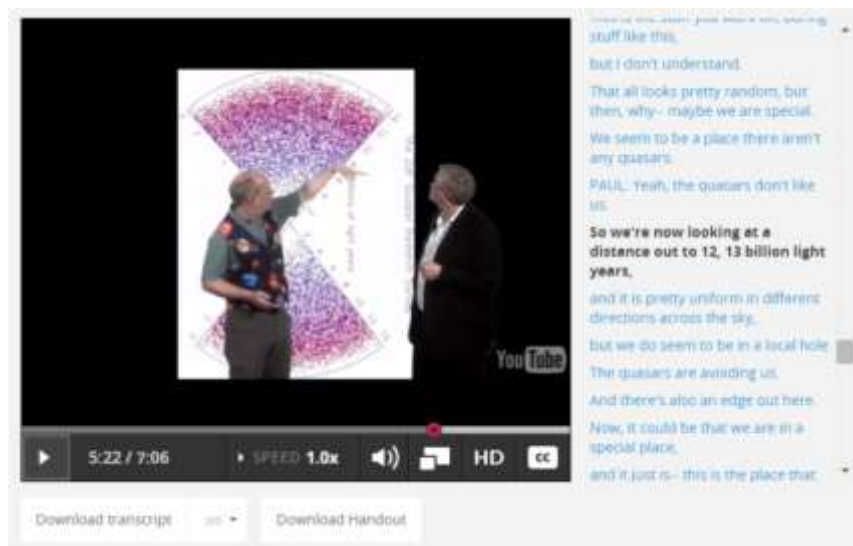 stuff like this,
but I don't understand.
That all looks pretty random, but
then, why-- maybe we are special.
We seem to be a place there aren't
any quasars.
PAUL: Yeah, the quasars don't like
us.
So we're now looking at a
distance out to 12, 13 billion light
years,
and it is pretty uniform in different
directions across the sky,
but we do seem to be in a local hole
The quasars are avoiding us.
And there's also an edge out here.
Now, it could be that we are in a
special place,
and it just is-- this is the place that
YouTube
5:22 / 7:06
SPEED 1.0x
HD
cc
Download transcript
Download Handout